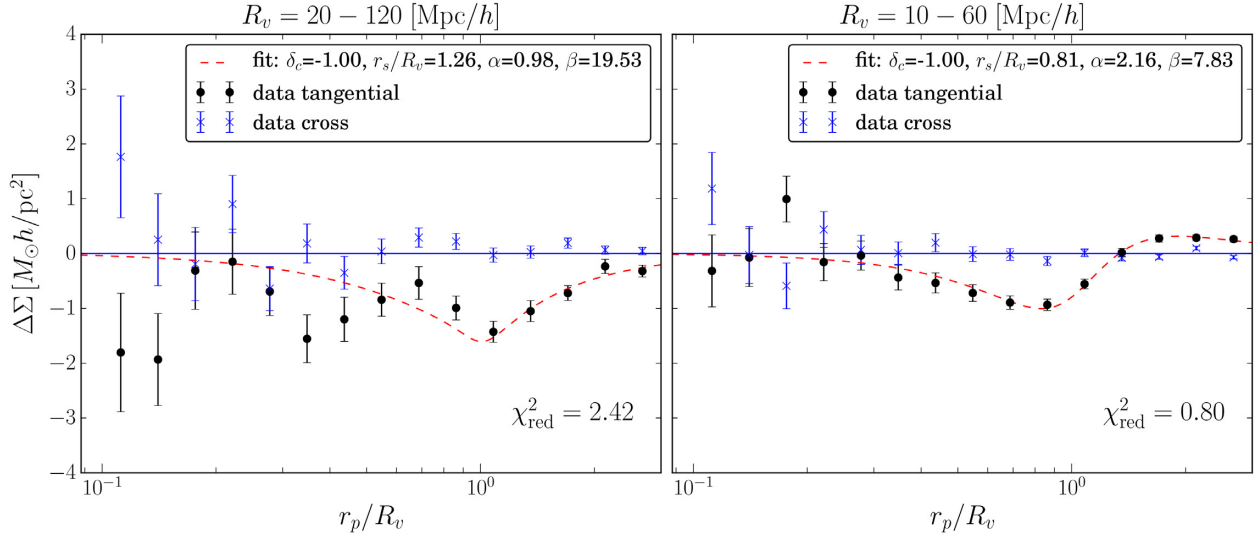 R_v = 20 − 120 [Mpc/h]
R_v = 10 − 60 [Mpc/h]
ΔΣ [M_⊙h/pc²]
4
3
2
1
0
−1
−2
−3
−4
fit: δ_c=-1.00, r_s/R_v=1.26, α=0.98, β=19.53
data tangential
data cross
χ²_red = 2.42
10⁻¹
10⁰
r_p/R_v
fit: δ_c=-1.00, r_s/R_v=0.81, α=2.16, β=7.83
data tangential
data cross
χ²_red = 0.80
10⁻¹
10⁰
r_p/R_v